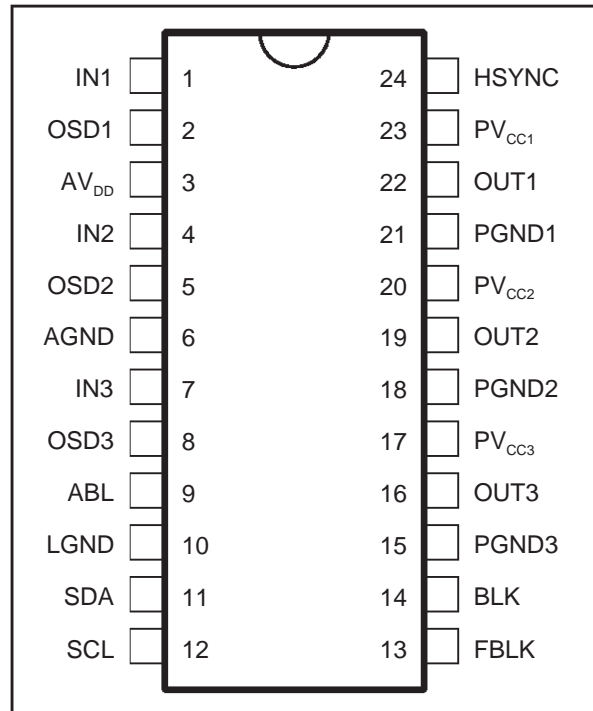 IN1 1 24 HSYNC
OSD1 2 23 PVCC1
AVDD 3 22 OUT1
IN2 4 21 PGND1
OSD2 5 20 PVCC2
AGND 6 19 OUT2
IN3 7 18 PGND2
OSD3 8 17 PVCC3
ABL 9 16 OUT3
LGND 10 15 PGND3
SDA 11 14 BLK
SCL 12 13 FBLK